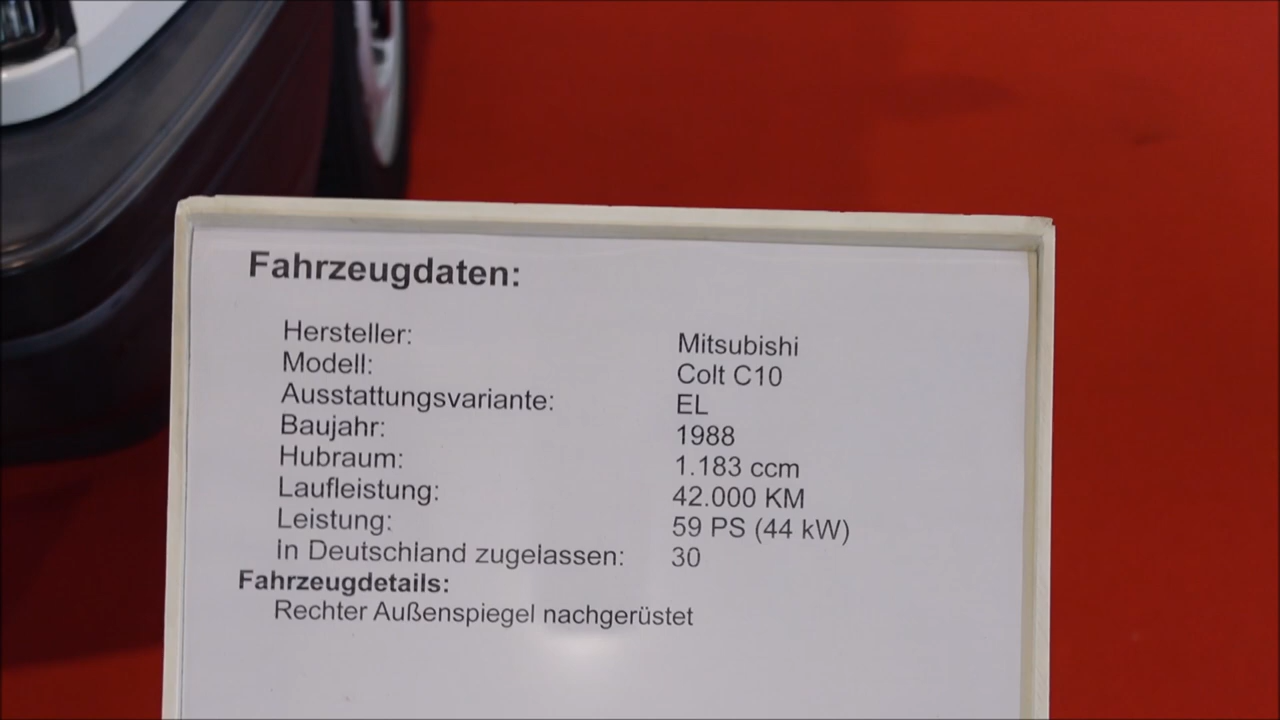 Fahrzeugdaten:
Hersteller: Mitsubishi
Modell: Colt C10
Ausstattungsvariante: EL
Baujahr: 1988
Hubraum: 1.183 ccm
Laufleistung: 42.000 KM
Leistung: 59 PS (44 kW)
in Deutschland zugelassen: 30
Fahrzeugdetails:
Rechter Außenspiegel nachgerüstet